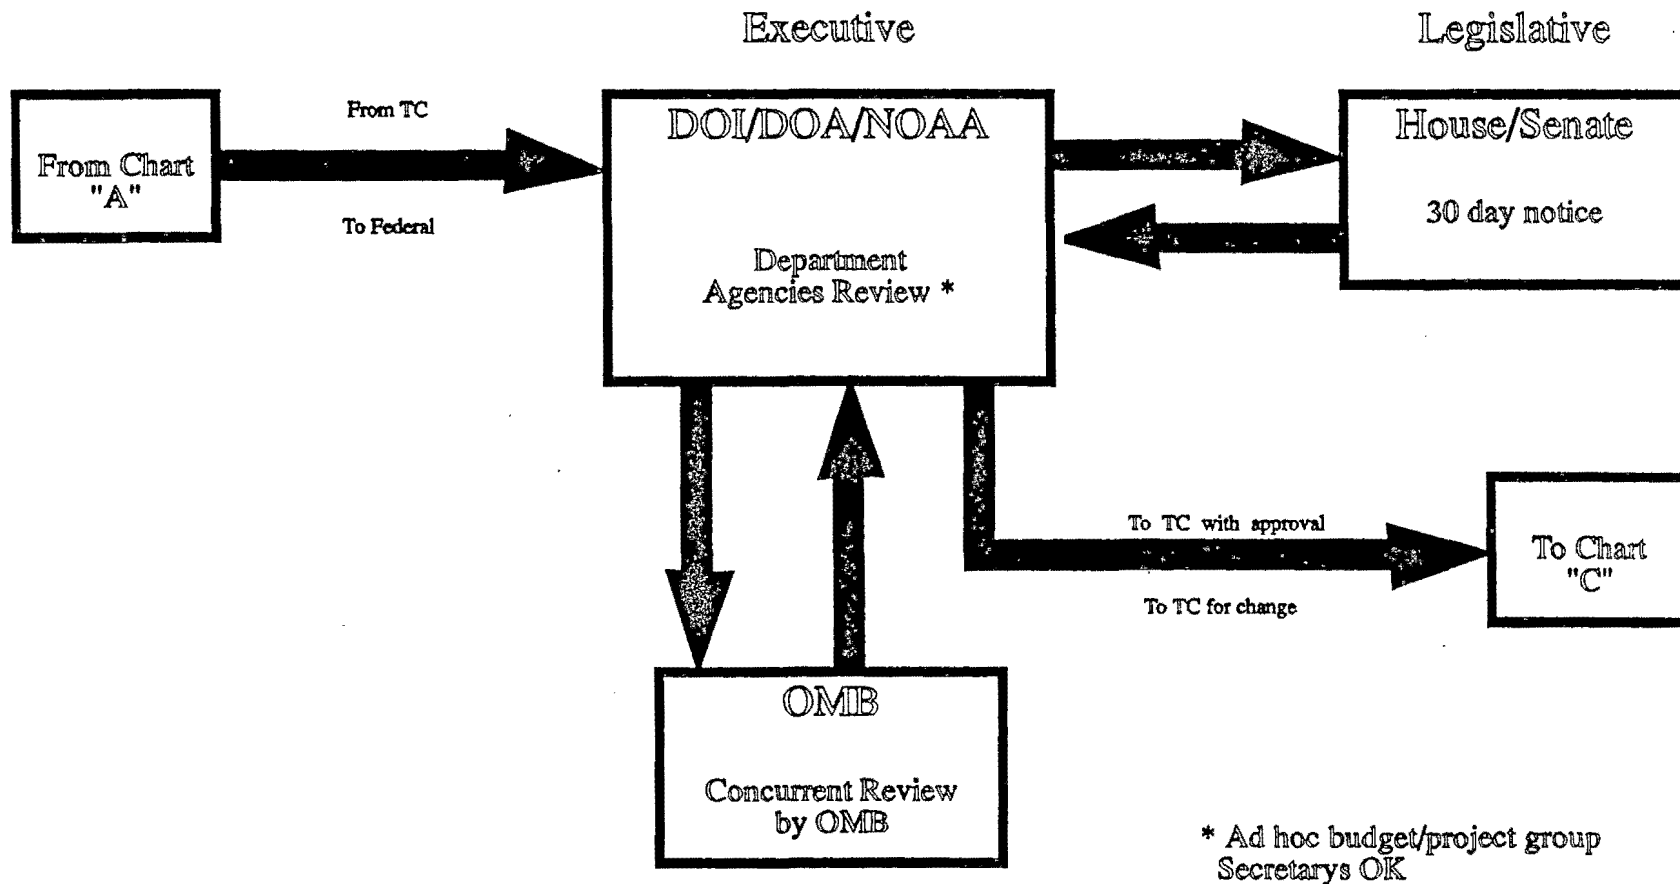 Executive
Legislative
From Chart
"A"
From TC
To Federal
DOI/DOA/NOAA
Department
Agencies Review *
House/Senate
30 day notice
To TC with approval
To TC for change
To Chart
"C"
OMB
Concurrent Review
by OMB
* Ad hoc budget/project group
Secretarys OK